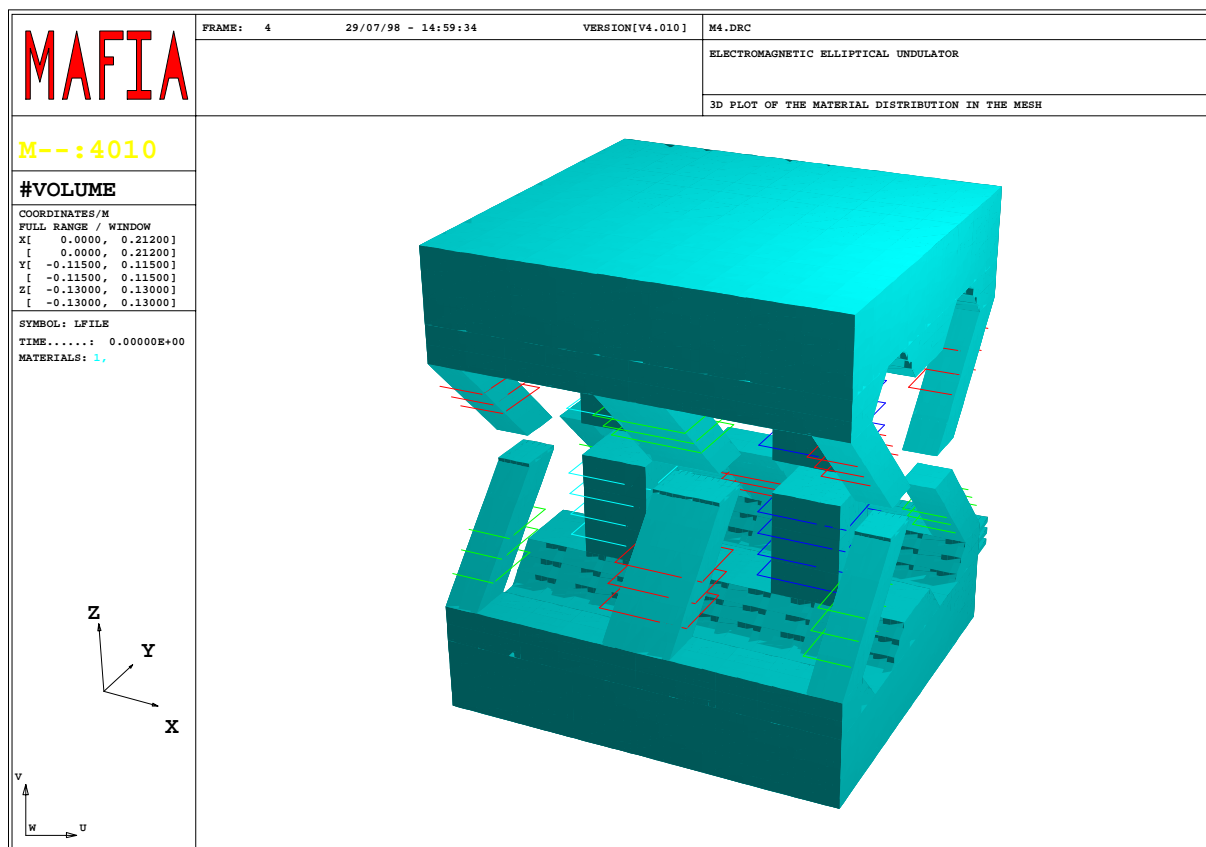 MAFIA
FRAME: 4 29/07/98 - 14:59:34 VERSION[V4.010] M4.DRC
ELECTROMAGNETIC ELLIPTICAL UNDULATOR
3D PLOT OF THE MATERIAL DISTRIBUTION IN THE MESH
M--:4010
#VOLUME
COORDINATES/M
FULL RANGE / WINDOW
X[ 0.0000, 0.21200]
[ 0.0000, 0.21200]
Y[ -0.11500, 0.11500]
[ -0.11500, 0.11500]
Z[ -0.13000, 0.13000]
[ -0.13000, 0.13000]
SYMBOL: LFILE
TIME......: 0.00000E+00
MATERIALS: 1,
Z
Y
X
V
W U